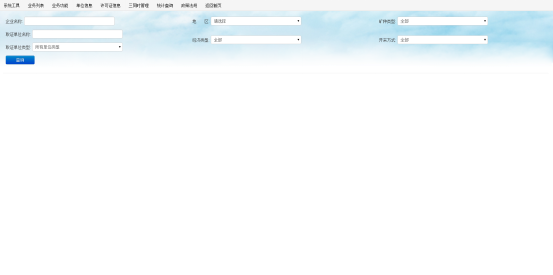 系统工具 业务列表 业务功能 单位信息 许可证信息 三同时管理 统计查询 政策法规 返回首页
企业名称: 地 区: 请选择 矿种类型: 全部
持证单位名称: 经济类型: 全部 开采方式: 全部
持证单位类型: 所有单位类型
查询